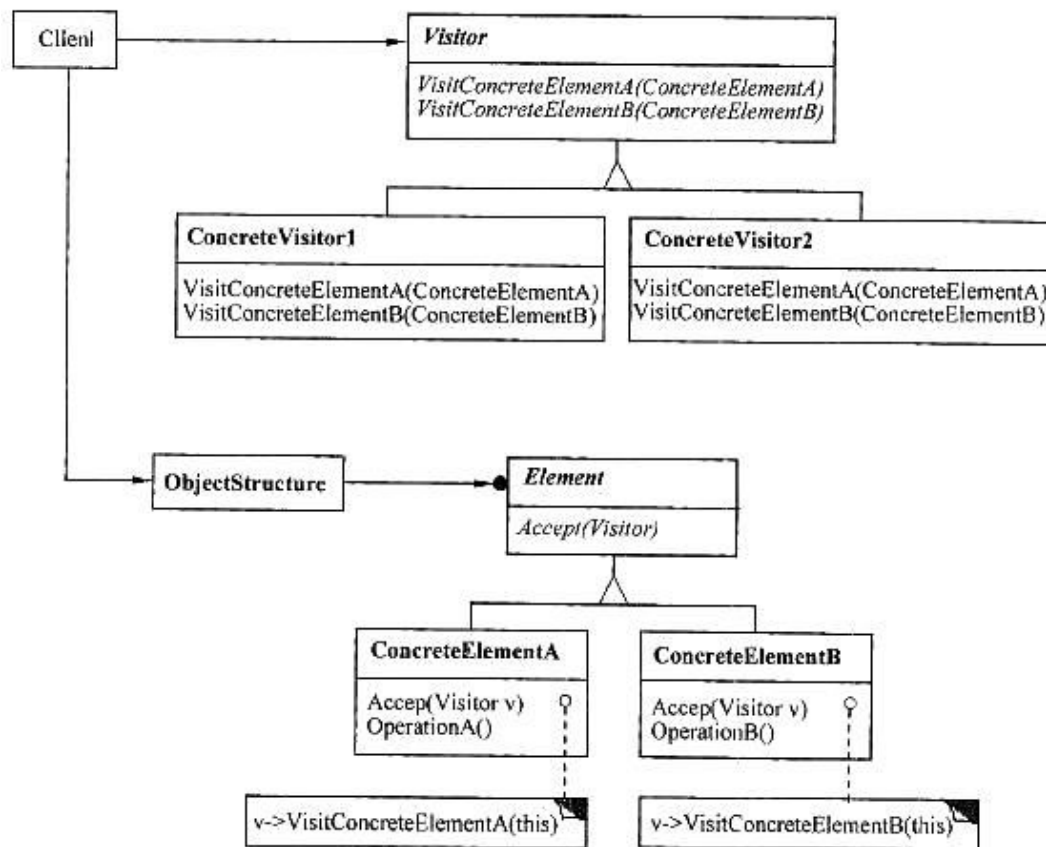 Client
Visitor
VisitConcreteElementA(ConcreteElementA)
VisitConcreteElementB(ConcreteElementB)
ConcreteVisitor1
VisitConcreteElementA(ConcreteElementA)
VisitConcreteElementB(ConcreteElementB)
ConcreteVisitor2
VisitConcreteElementA(ConcreteElementA)
VisitConcreteElementB(ConcreteElementB)
ObjectStructure
Element
Accept(Visitor)
ConcreteElementA
Accep(Visitor v)
OperationA()
ConcreteElementB
Accep(Visitor v)
OperationB()
v->VisitConcreteElementA(this)
v->VisitConcreteElementB(this)